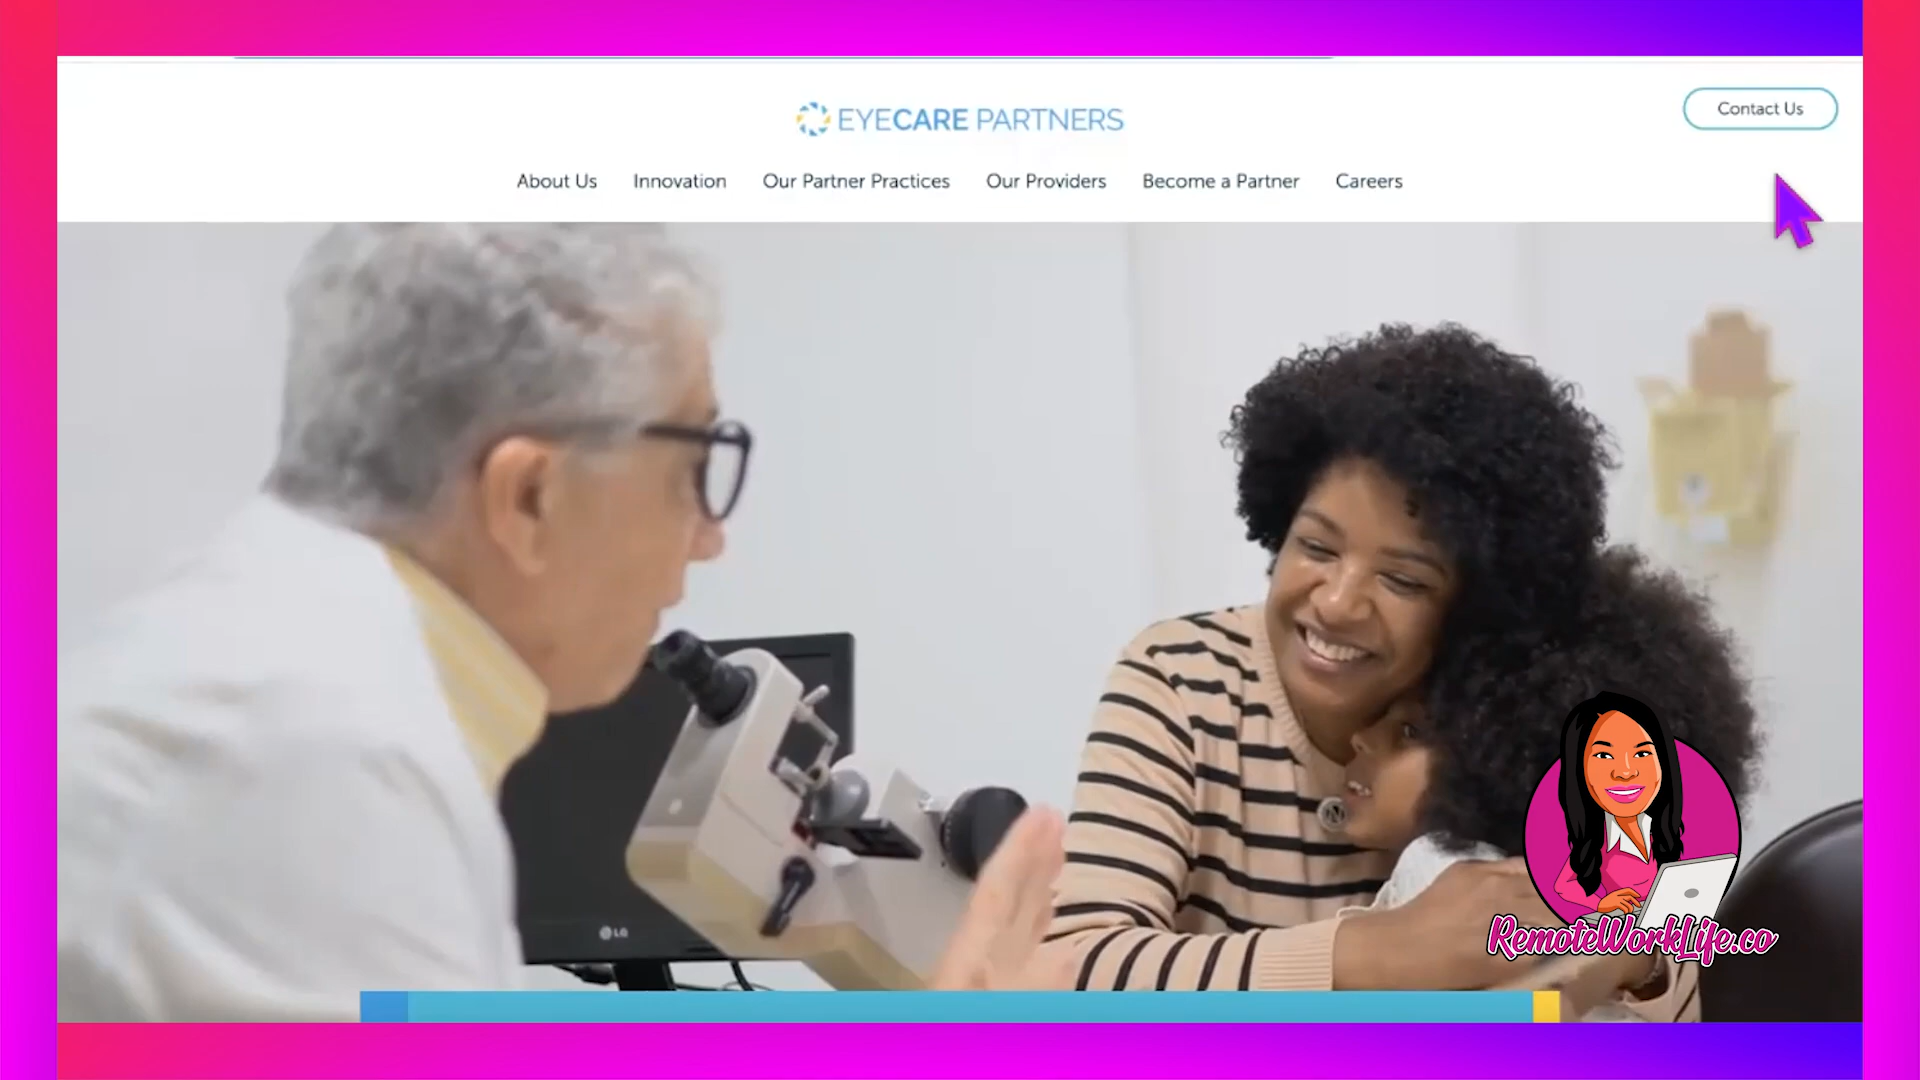 EYECARE PARTNERS
Contact Us
About Us Innovation Our Partner Practices Our Providers Become a Partner Careers
LG
N
RemoteWorkLife.co